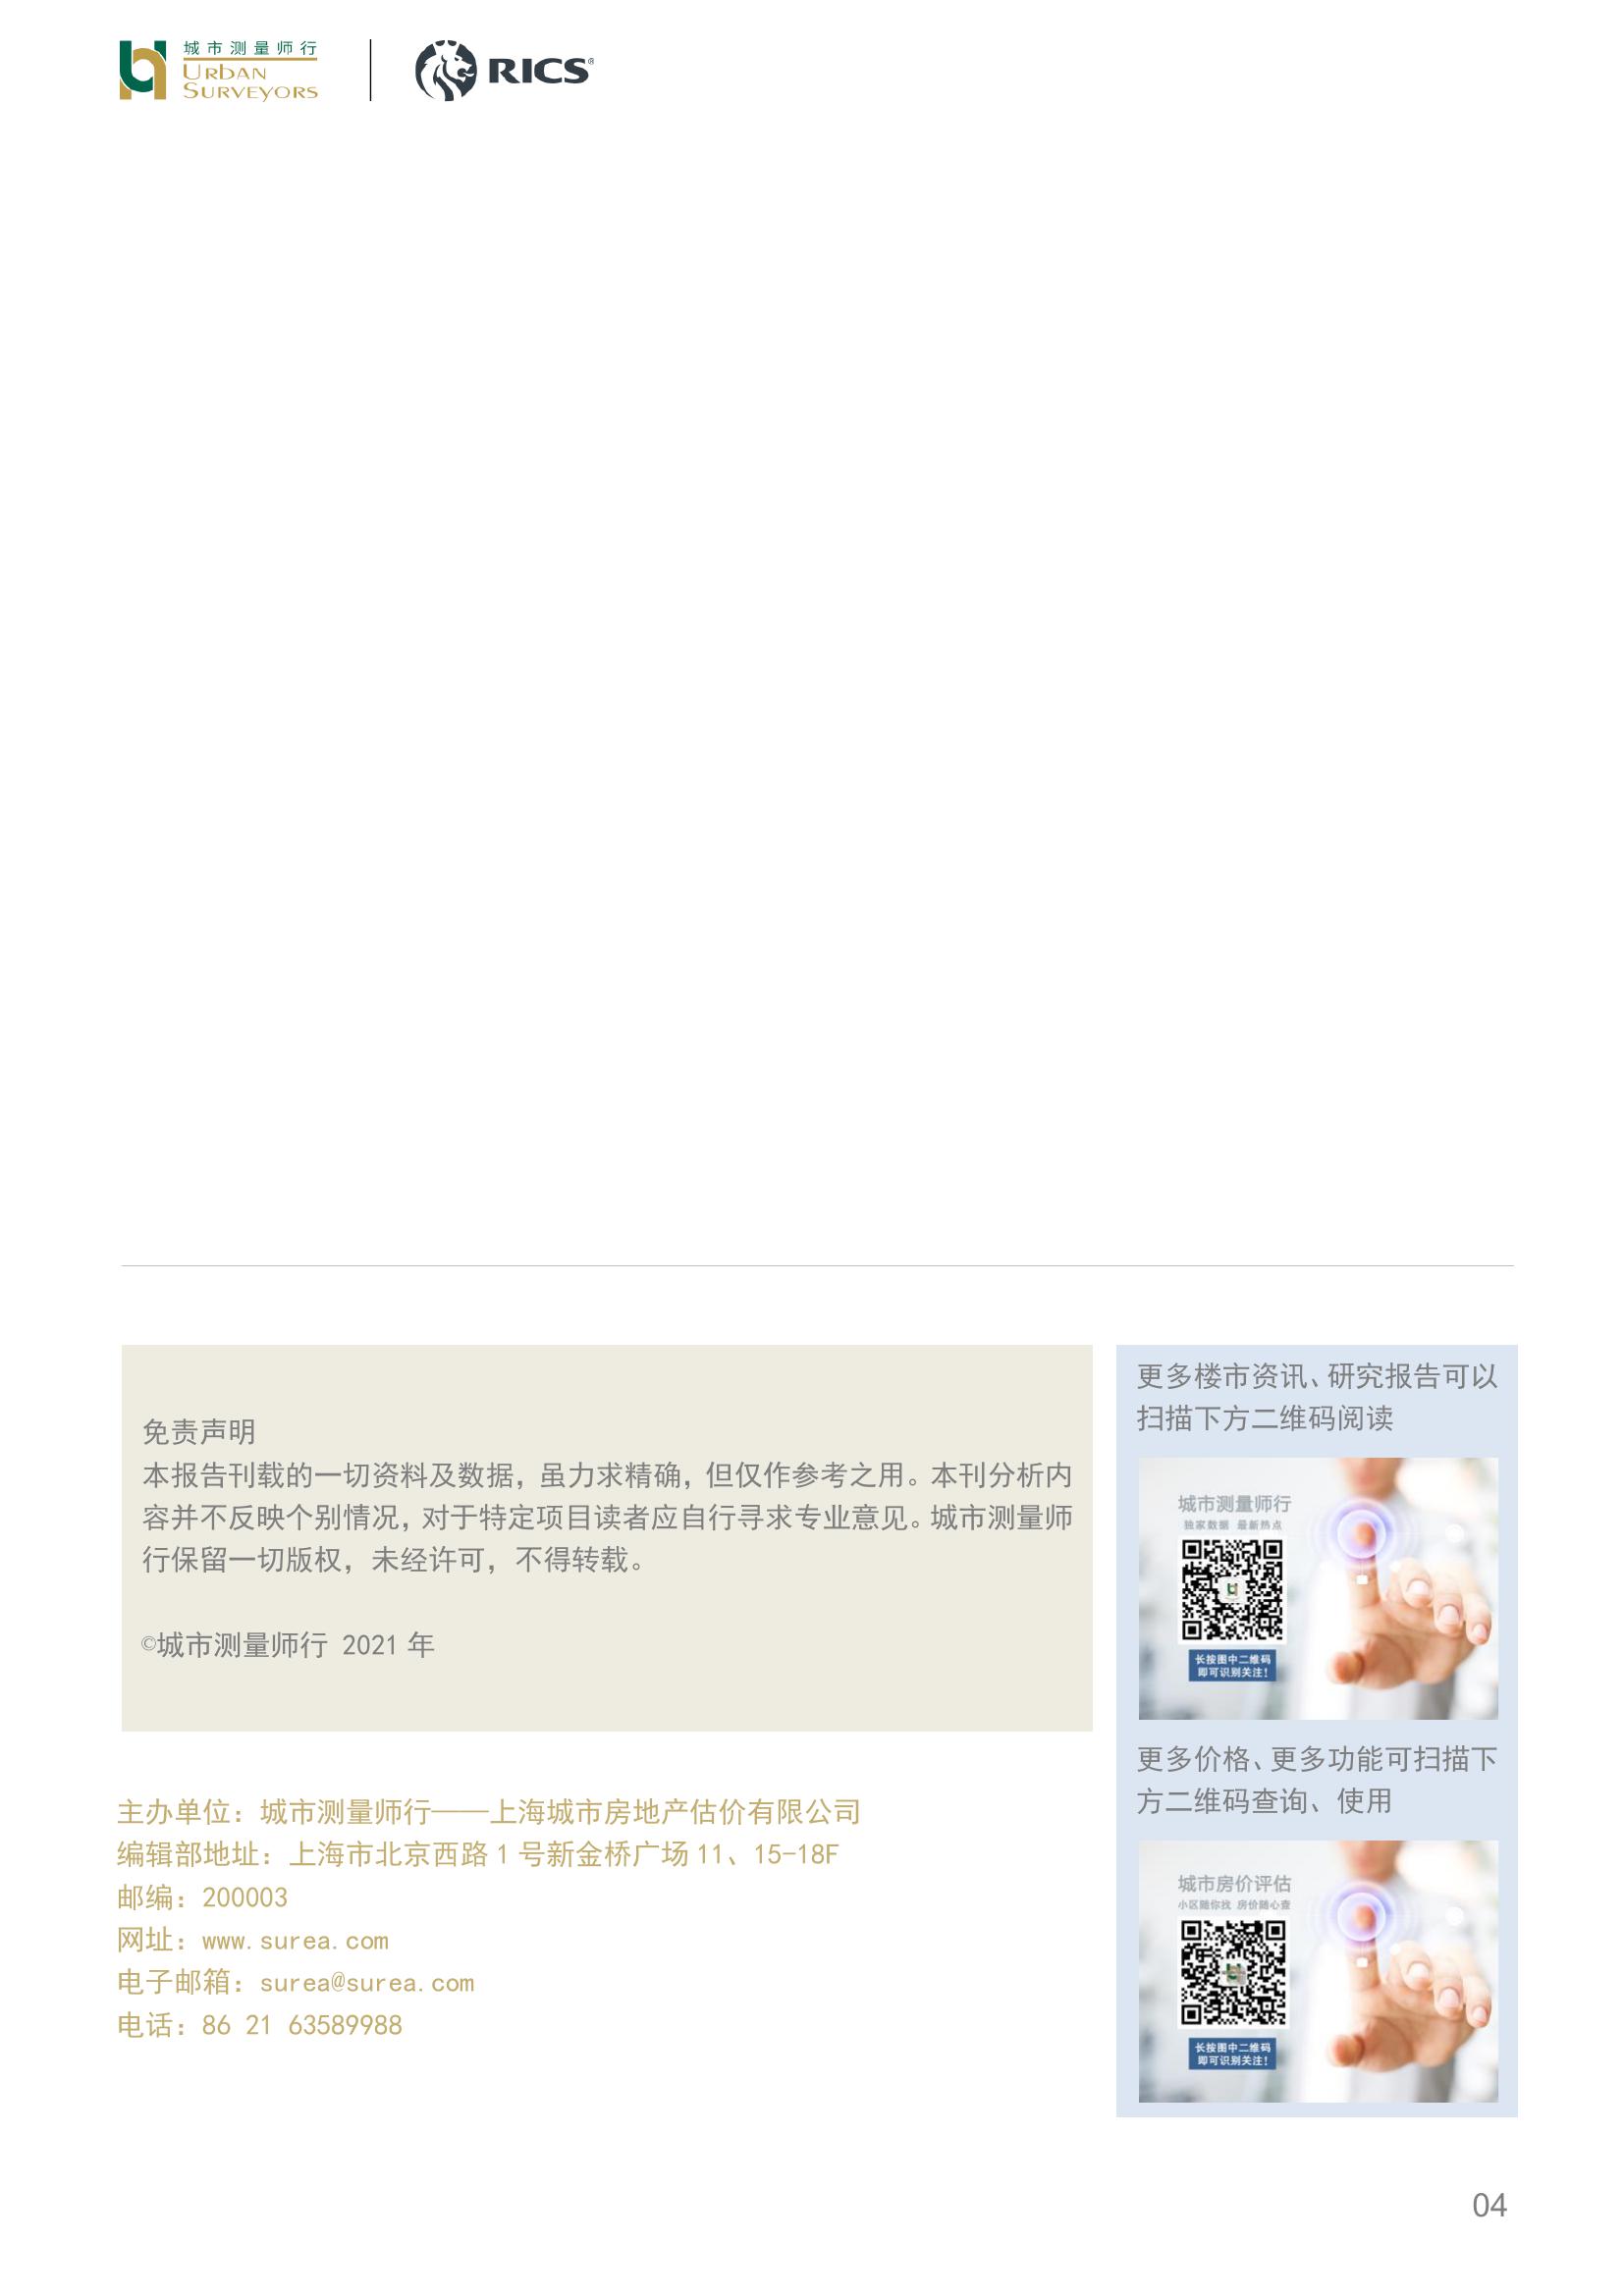 城市测量师行
URbAN
SURVEYORS
RICS®
免责声明
本报告刊载的一切资料及数据，虽力求精确，但仅作参考之用。本刊分析内
容并不反映个别情况，对于特定项目读者应自行寻求专业意见。城市测量师
行保留一切版权，未经许可，不得转载。
©城市测量师行 2021 年
主办单位：城市测量师行——上海城市房地产估价有限公司
编辑部地址：上海市北京西路 1 号新金桥广场 11、15-18F
邮编：200003
网址：www.surea.com
电子邮箱：surea@surea.com
电话：86 21 63589988
更多楼市资讯、研究报告可以
扫描下方二维码阅读
城市测量师行
独家数据 最新热点
长按图中二维码
即可识别关注！
更多价格、更多功能可扫描下
方二维码查询、使用
城市房价评估
小区随你找 房价随心查
长按图中二维码
即可识别关注！
04